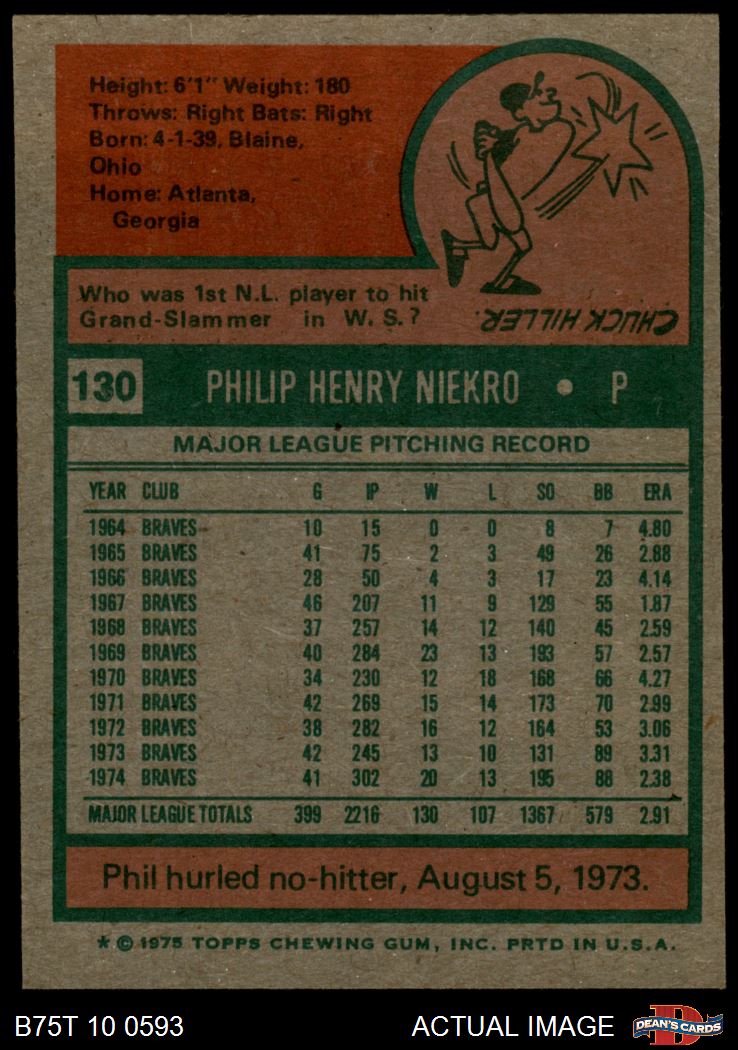 Height: 6'1" Weight: 180
Throws: Right Bats: Right
Born: 4-1-39, Blaine,
Ohio
Home: Atlanta,
Georgia
Who was 1st N.L. player to hit
Grand-Slammer in W. S.?
CHUCK HILLER.
130 PHILIP HENRY NIEKRO • P
MAJOR LEAGUE PITCHING RECORD
YEAR CLUB G IP W L SO BB ERA
1964 BRAVES 10 15 0 0 8 7 4.80
1965 BRAVES 41 75 2 3 49 26 2.88
1966 BRAVES 28 50 4 3 17 23 4.14
1967 BRAVES 46 207 11 9 129 55 1.87
1968 BRAVES 37 257 14 12 140 45 2.59
1969 BRAVES 40 284 23 13 193 57 2.57
1970 BRAVES 34 230 12 18 168 66 4.27
1971 BRAVES 42 269 15 14 173 70 2.99
1972 BRAVES 38 282 16 12 164 53 3.06
1973 BRAVES 42 245 13 10 131 89 3.31
1974 BRAVES 41 302 20 13 195 88 2.38
MAJOR LEAGUE TOTALS 399 2216 130 107 1367 579 2.91
Phil hurled no-hitter, August 5, 1973.
* © 1975 TOPPS CHEWING GUM, INC. PRTD IN U.S.A.
B75T 10 0593 ACTUAL IMAGE
D
DEAN'S CARDS